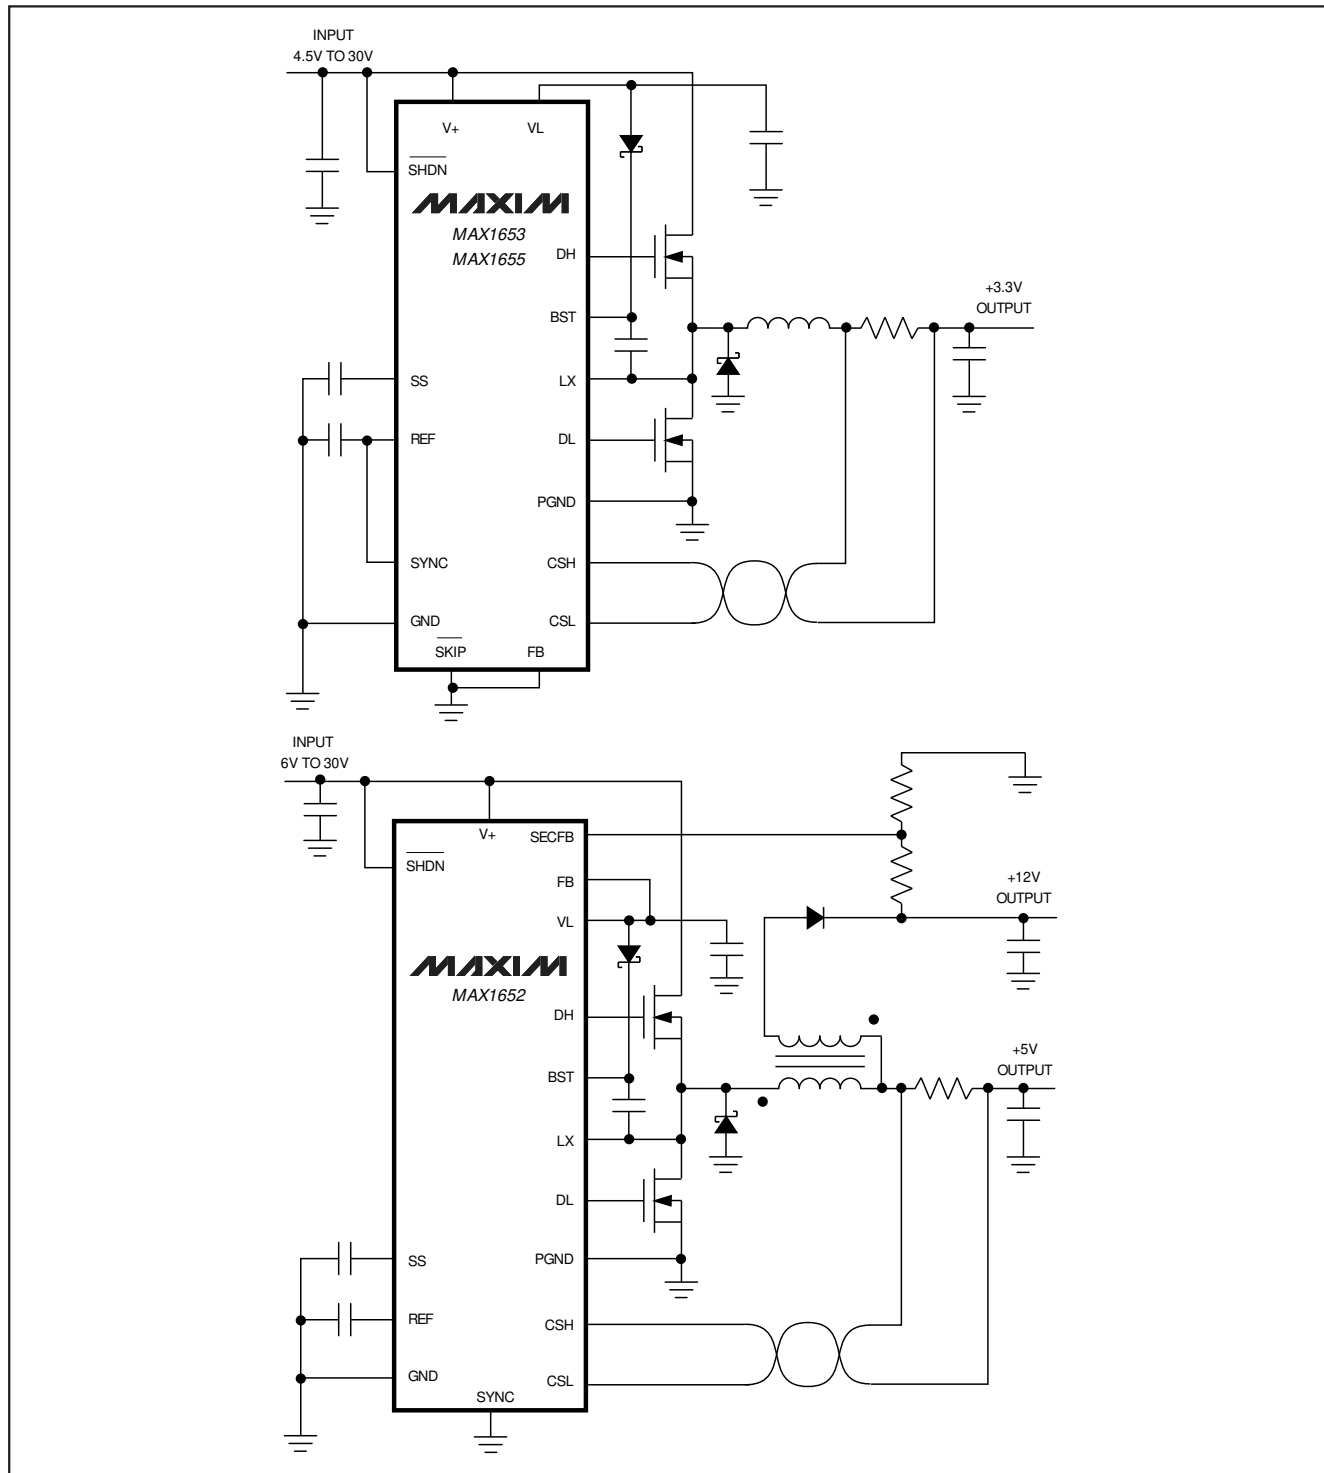 INPUT
4.5V TO 30V
V+
VL
SHDN
MAXIM
MAX1653
MAX1655
DH
+3.3V
OUTPUT
BST
SS
LX
REF
DL
PGND
SYNC
CSH
GND
CSL
SKIP
FB
INPUT
6V TO 30V
V+
SECFB
SHDN
FB
+12V
OUTPUT
VL
MAXIM
MAX1652
DH
+5V
OUTPUT
BST
LX
DL
SS
PGND
REF
CSH
GND
CSL
SYNC